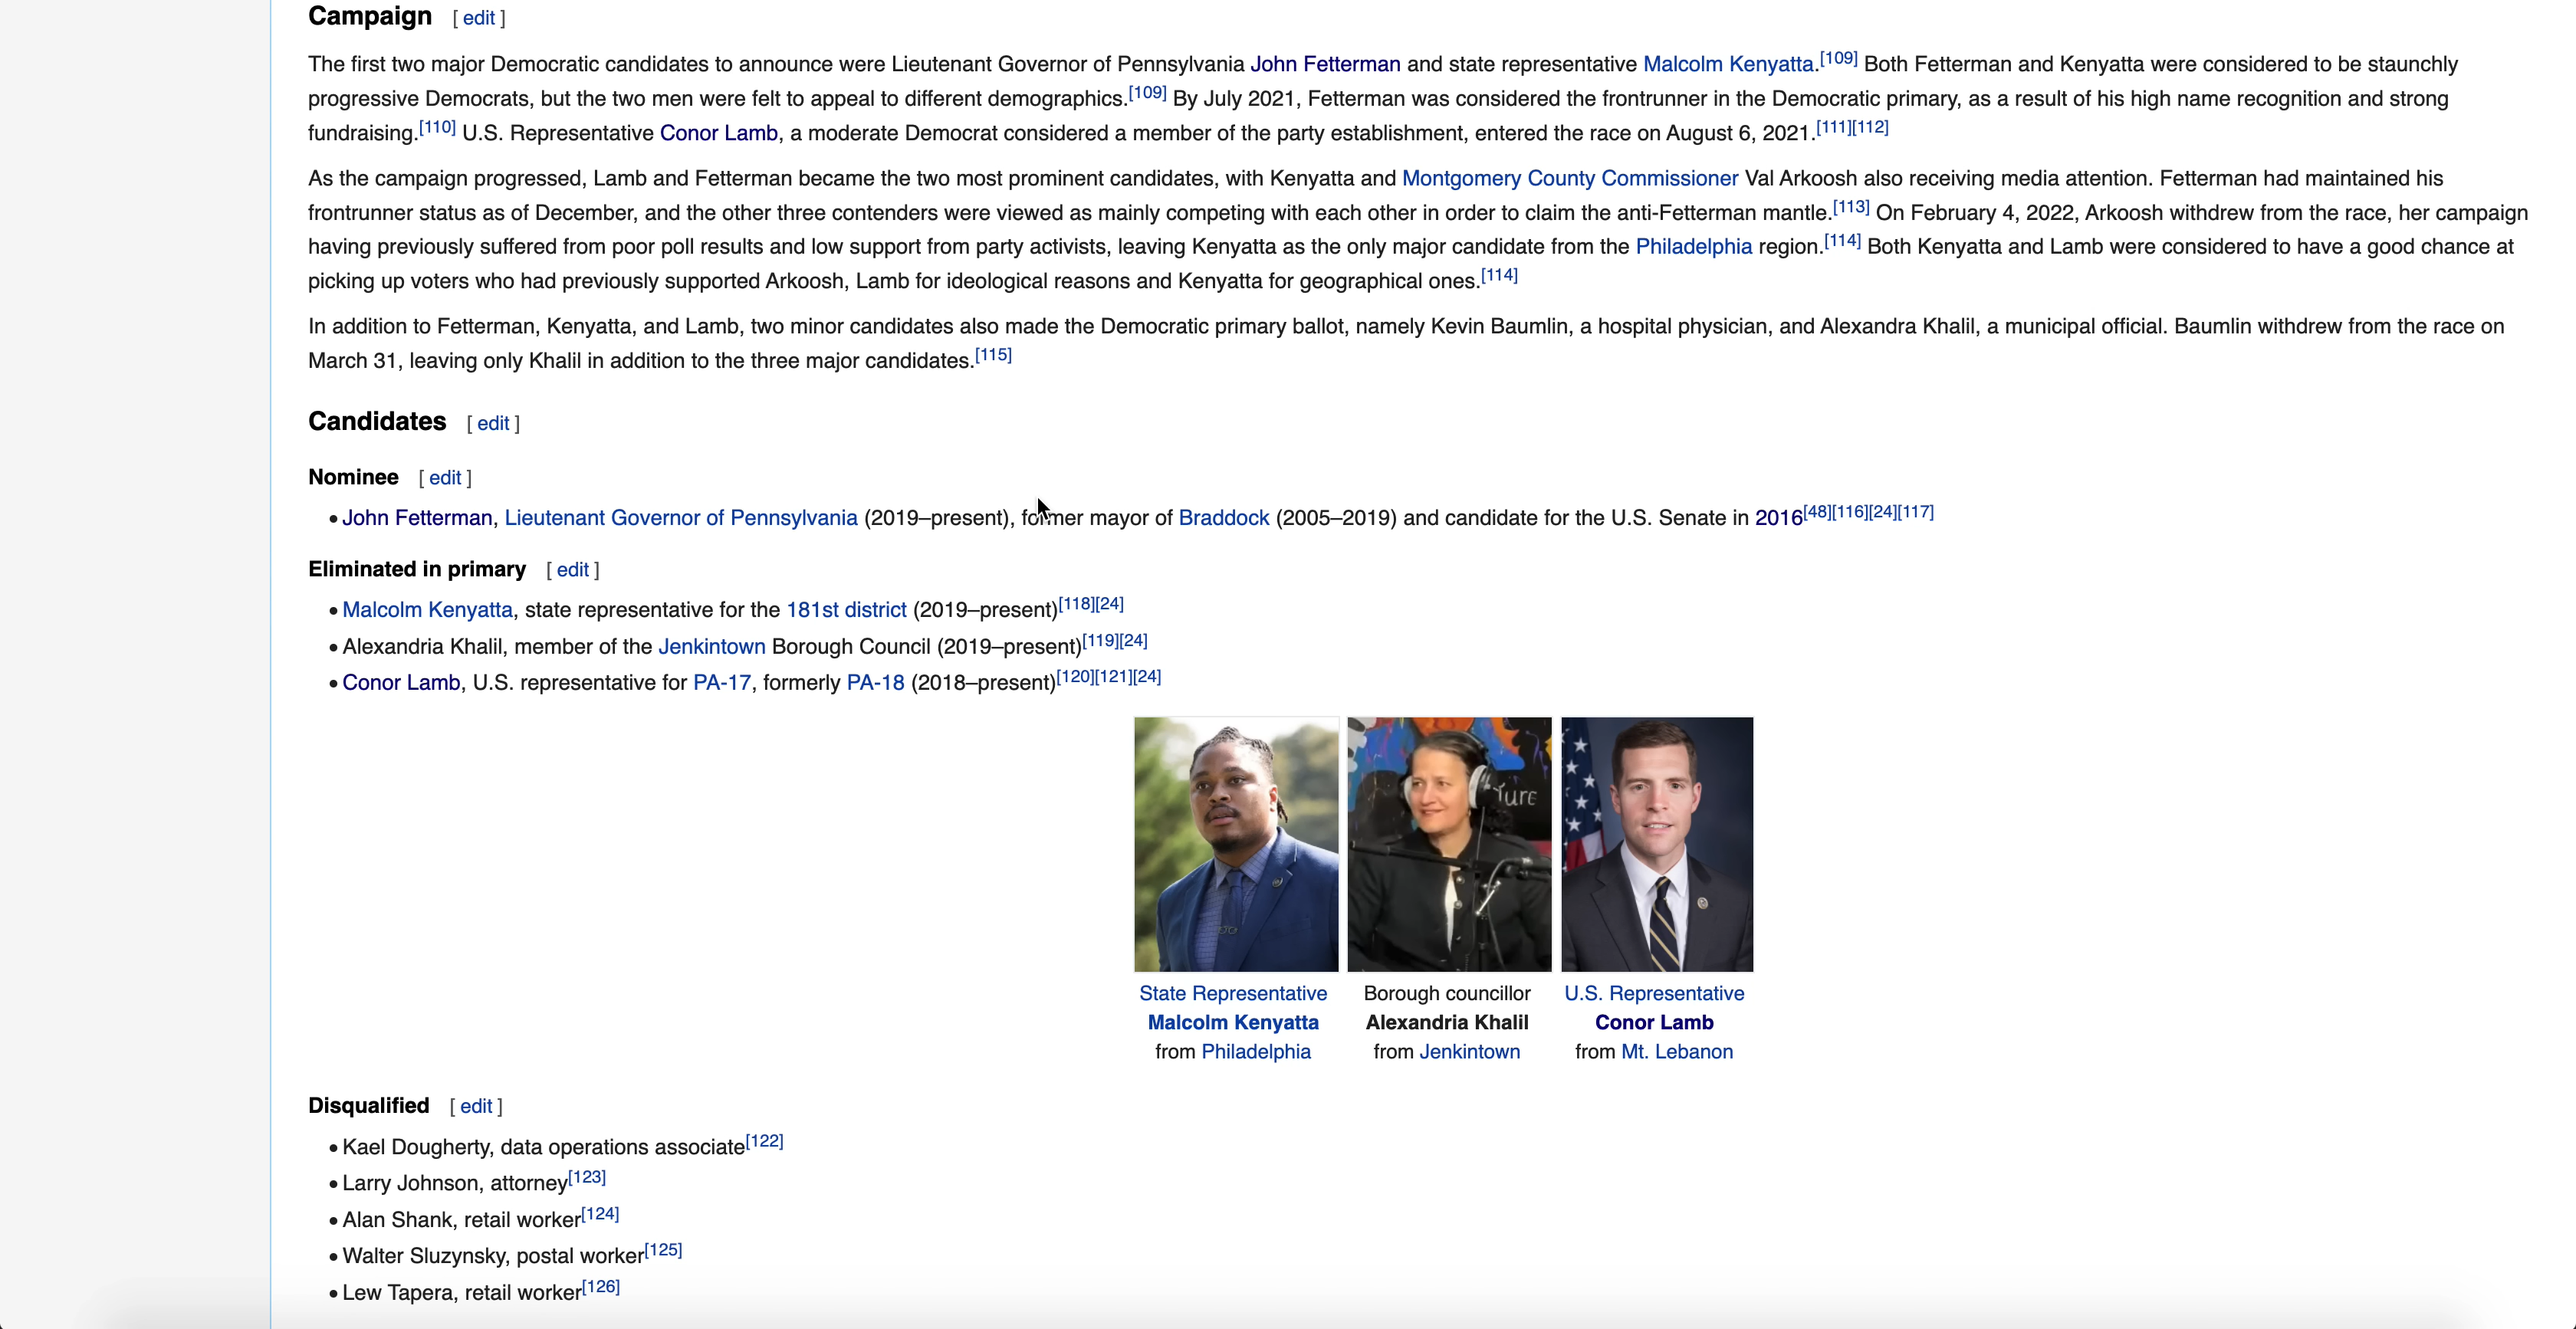 Campaign [ edit ]
The first two major Democratic candidates to announce were Lieutenant Governor of Pennsylvania John Fetterman and state representative Malcolm Kenyatta.[109] Both Fetterman and Kenyatta were considered to be staunchly
progressive Democrats, but the two men were felt to appeal to different demographics.[109] By July 2021, Fetterman was considered the frontrunner in the Democratic primary, as a result of his high name recognition and strong
fundraising.[110] U.S. Representative Conor Lamb, a moderate Democrat considered a member of the party establishment, entered the race on August 6, 2021.[111][112]
As the campaign progressed, Lamb and Fetterman became the two most prominent candidates, with Kenyatta and Montgomery County Commissioner Val Arkoosh also receiving media attention. Fetterman had maintained his
frontrunner status as of December, and the other three contenders were viewed as mainly competing with each other in order to claim the anti-Fetterman mantle.[113] On February 4, 2022, Arkoosh withdrew from the race, her campaign
having previously suffered from poor poll results and low support from party activists, leaving Kenyatta as the only major candidate from the Philadelphia region.[114] Both Kenyatta and Lamb were considered to have a good chance at
picking up voters who had previously supported Arkoosh, Lamb for ideological reasons and Kenyatta for geographical ones.[114]
In addition to Fetterman, Kenyatta, and Lamb, two minor candidates also made the Democratic primary ballot, namely Kevin Baumlin, a hospital physician, and Alexandra Khalil, a municipal official. Baumlin withdrew from the race on
March 31, leaving only Khalil in addition to the three major candidates.[115]
Candidates [ edit ]
Nominee [ edit ]
• John Fetterman, Lieutenant Governor of Pennsylvania (2019–present), former mayor of Braddock (2005–2019) and candidate for the U.S. Senate in 2016[48][116][24][117]
Eliminated in primary [ edit ]
• Malcolm Kenyatta, state representative for the 181st district (2019–present)[118][24]
• Alexandria Khalil, member of the Jenkintown Borough Council (2019–present)[119][24]
• Conor Lamb, U.S. representative for PA-17, formerly PA-18 (2018–present)[120][121][24]
ture
State Representative
Malcolm Kenyatta
from Philadelphia
Borough councillor
Alexandria Khalil
from Jenkintown
U.S. Representative
Conor Lamb
from Mt. Lebanon
Disqualified [ edit ]
• Kael Dougherty, data operations associate[122]
• Larry Johnson, attorney[123]
• Alan Shank, retail worker[124]
• Walter Sluzynsky, postal worker[125]
• Lew Tapera, retail worker[126]